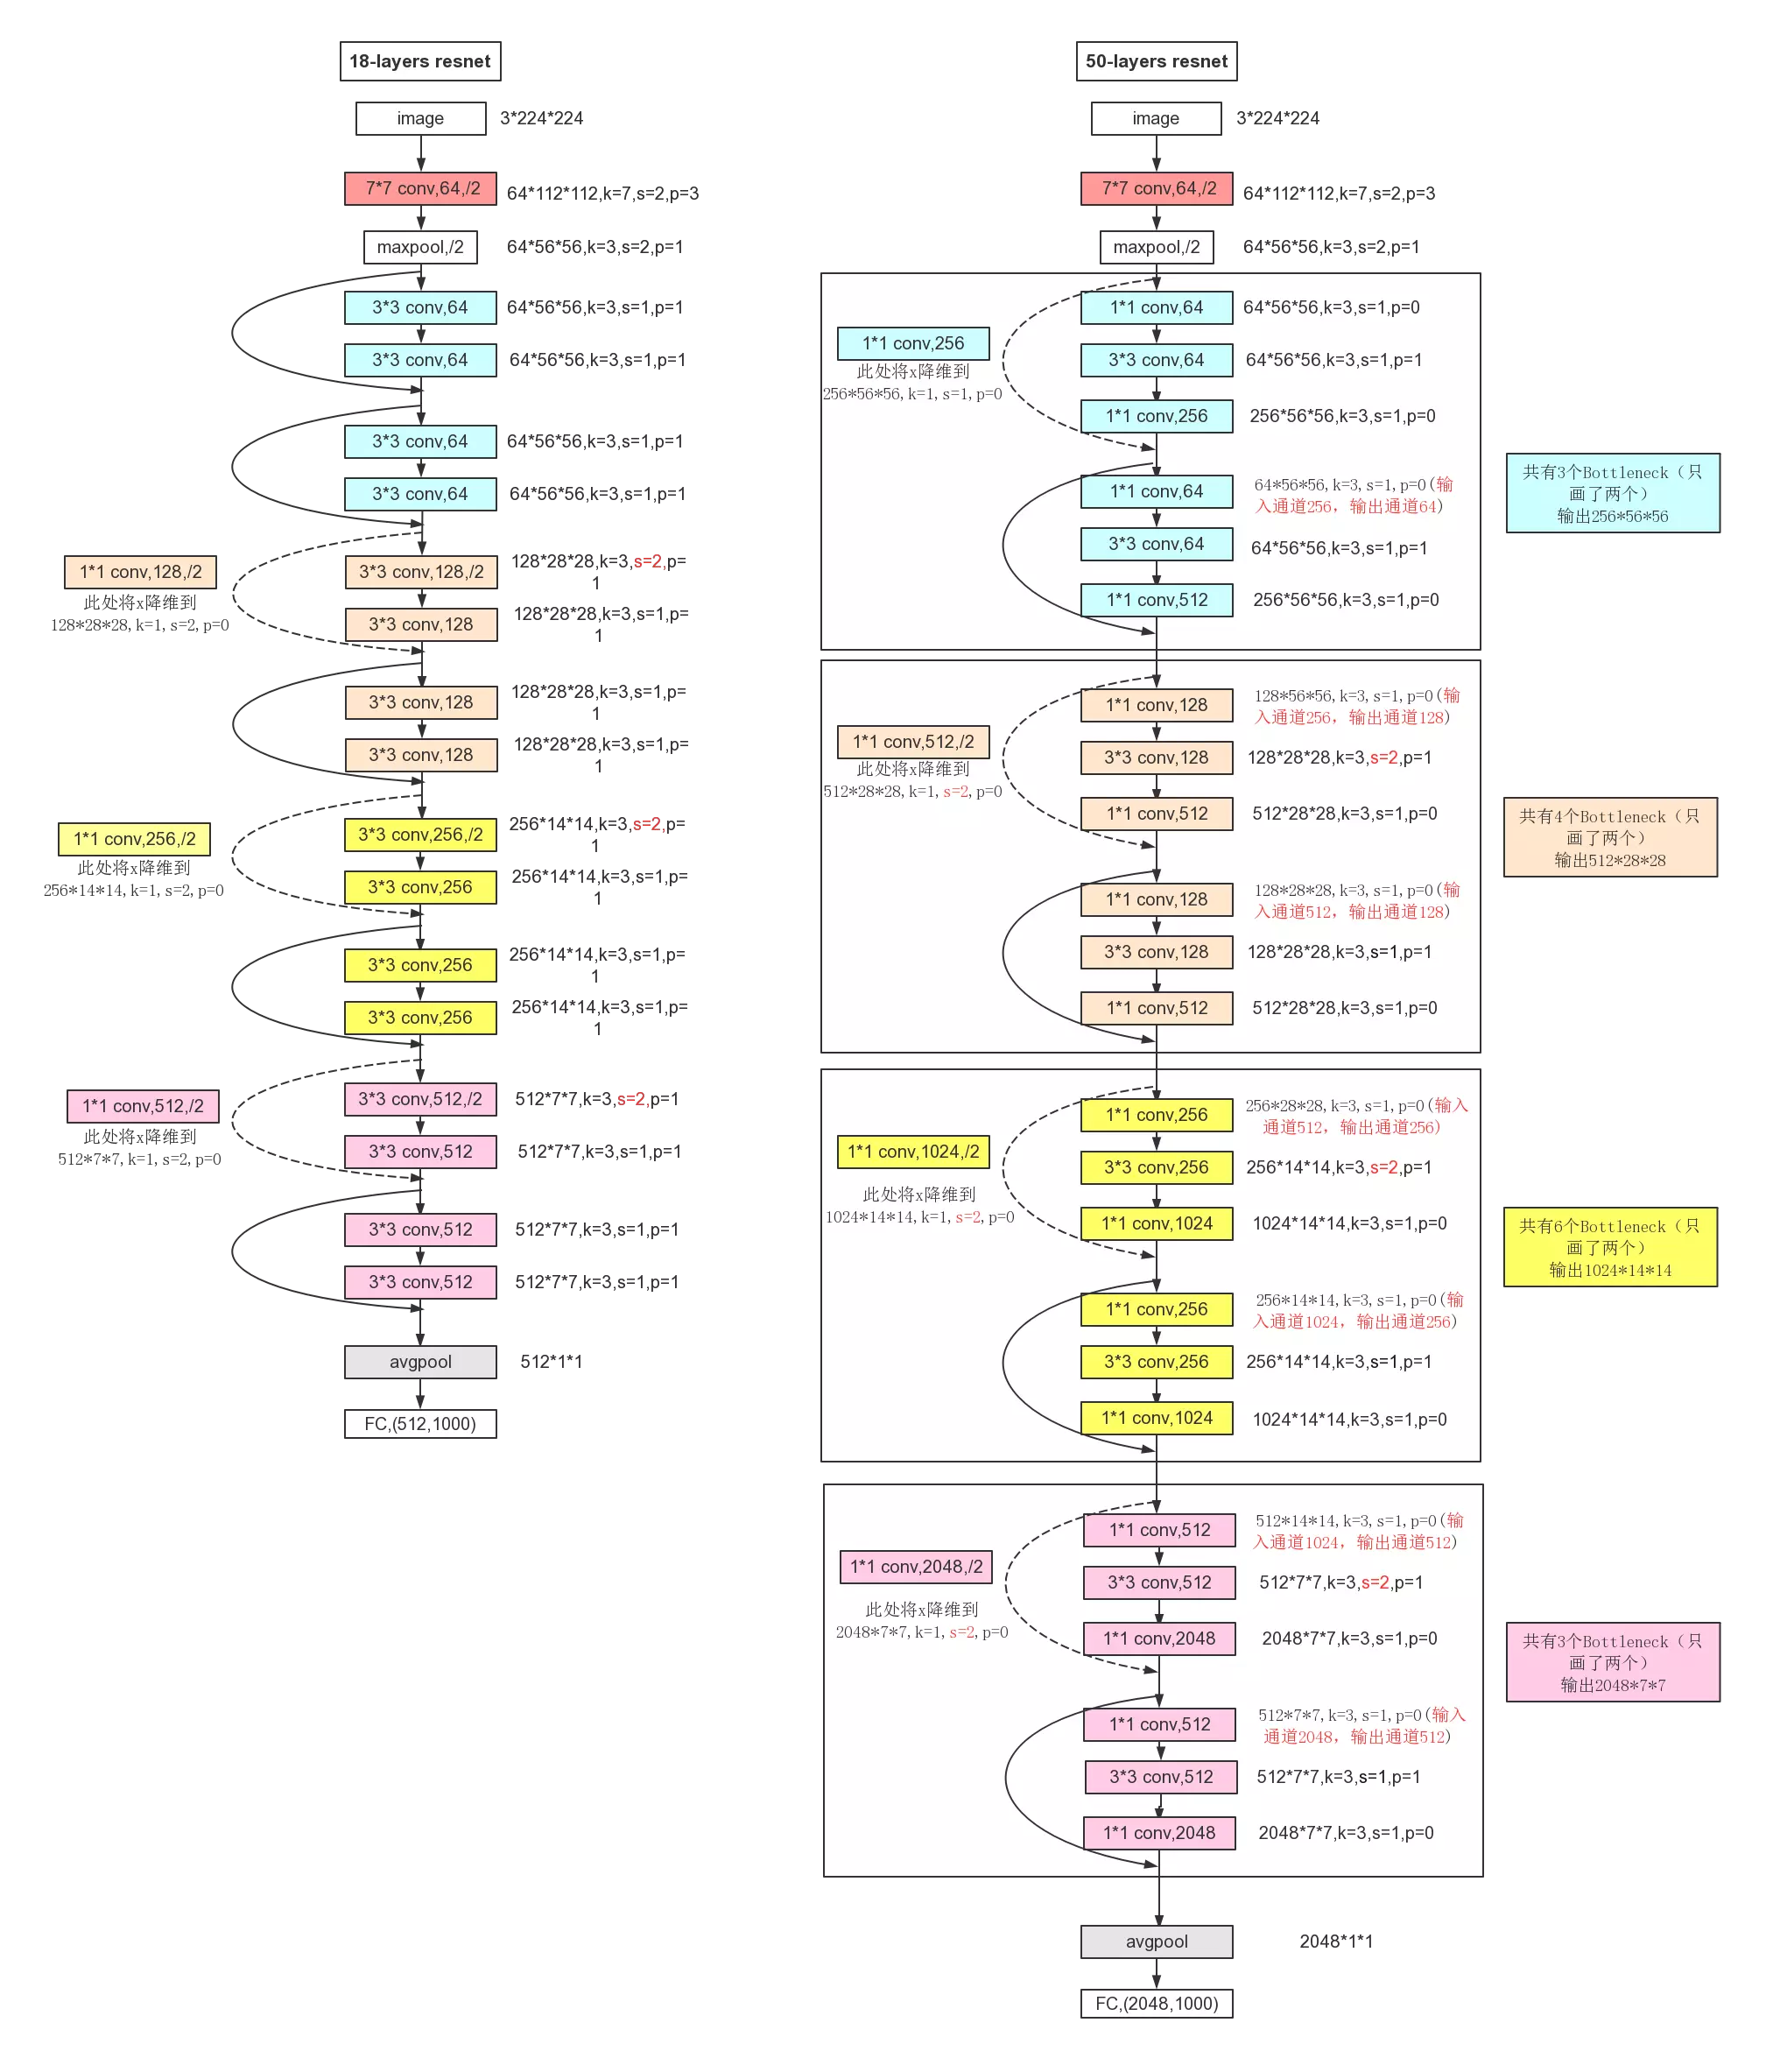 18-layers resnet
image
3*224*224
7*7 conv,64,/2
64*112*112,k=7,s=2,p=3
maxpool,/2
64*56*56,k=3,s=2,p=1
3*3 conv,64
64*56*56,k=3,s=1,p=1
3*3 conv,64
64*56*56,k=3,s=1,p=1
3*3 conv,64
64*56*56,k=3,s=1,p=1
3*3 conv,64
64*56*56,k=3,s=1,p=1
1*1 conv,128,/2
此处将x降维到
128*28*28,k=1,s=2,p=0
3*3 conv,128,/2
128*28*28,k=3,s=2,p=
1
3*3 conv,128
128*28*28,k=3,s=1,p=
1
3*3 conv,128
128*28*28,k=3,s=1,p=
1
3*3 conv,128
128*28*28,k=3,s=1,p=
1
1*1 conv,256,/2
此处将x降维到
256*14*14,k=1,s=2,p=0
3*3 conv,256,/2
256*14*14,k=3,s=2,p=
1
3*3 conv,256
256*14*14,k=3,s=1,p=
1
3*3 conv,256
256*14*14,k=3,s=1,p=
1
3*3 conv,256
256*14*14,k=3,s=1,p=
1
1*1 conv,512,/2
此处将x降维到
512*7*7,k=1,s=2,p=0
3*3 conv,512,/2
512*7*7,k=3,s=2,p=1
3*3 conv,512
512*7*7,k=3,s=1,p=1
3*3 conv,512
512*7*7,k=3,s=1,p=1
3*3 conv,512
512*7*7,k=3,s=1,p=1
avgpool
512*1*1
FC,(512,1000)
50-layers resnet
image
3*224*224
7*7 conv,64,/2
64*112*112,k=7,s=2,p=3
maxpool,/2
64*56*56,k=3,s=2,p=1
1*1 conv,256
此处将x降维到
256*56*56,k=1,s=1,p=0
1*1 conv,64
64*56*56,k=3,s=1,p=0
3*3 conv,64
64*56*56,k=3,s=1,p=1
1*1 conv,256
256*56*56,k=3,s=1,p=0
1*1 conv,64
64*56*56,k=3,s=1,p=0(输
入通道256，输出通道64)
3*3 conv,64
64*56*56,k=3,s=1,p=1
1*1 conv,512
256*56*56,k=3,s=1,p=0
共有3个Bottleneck（只
画了两个）
输出256*56*56
1*1 conv,512,/2
此处将x降维到
512*28*28,k=1,s=2,p=0
1*1 conv,128
128*56*56,k=3,s=1,p=0(输
入通道256，输出通道128)
3*3 conv,128
128*28*28,k=3,s=2,p=1
1*1 conv,512
512*28*28,k=3,s=1,p=0
1*1 conv,128
128*28*28,k=3,s=1,p=0(输
入通道512，输出通道128)
3*3 conv,128
128*28*28,k=3,s=1,p=1
1*1 conv,512
512*28*28,k=3,s=1,p=0
共有4个Bottleneck（只
画了两个）
输出512*28*28
1*1 conv,1024,/2
此处将x降维到
1024*14*14,k=1,s=2,p=0
1*1 conv,256
256*28*28,k=3,s=1,p=0(输入
通道512，输出通道256)
3*3 conv,256
256*14*14,k=3,s=2,p=1
1*1 conv,1024
1024*14*14,k=3,s=1,p=0
1*1 conv,256
256*14*14,k=3,s=1,p=0(输
入通道1024，输出通道256)
3*3 conv,256
256*14*14,k=3,s=1,p=1
1*1 conv,1024
1024*14*14,k=3,s=1,p=0
共有6个Bottleneck（只
画了两个）
输出1024*14*14
1*1 conv,2048,/2
此处将x降维到
2048*7*7,k=1,s=2,p=0
1*1 conv,512
512*14*14,k=3,s=1,p=0(输
入通道1024，输出通道512)
3*3 conv,512
512*7*7,k=3,s=2,p=1
1*1 conv,2048
2048*7*7,k=3,s=1,p=0
1*1 conv,512
512*7*7,k=3,s=1,p=0(输入
通道2048，输出通道512)
3*3 conv,512
512*7*7,k=3,s=1,p=1
1*1 conv,2048
2048*7*7,k=3,s=1,p=0
共有3个Bottleneck（只
画了两个）
输出2048*7*7
avgpool
2048*1*1
FC,(2048,1000)